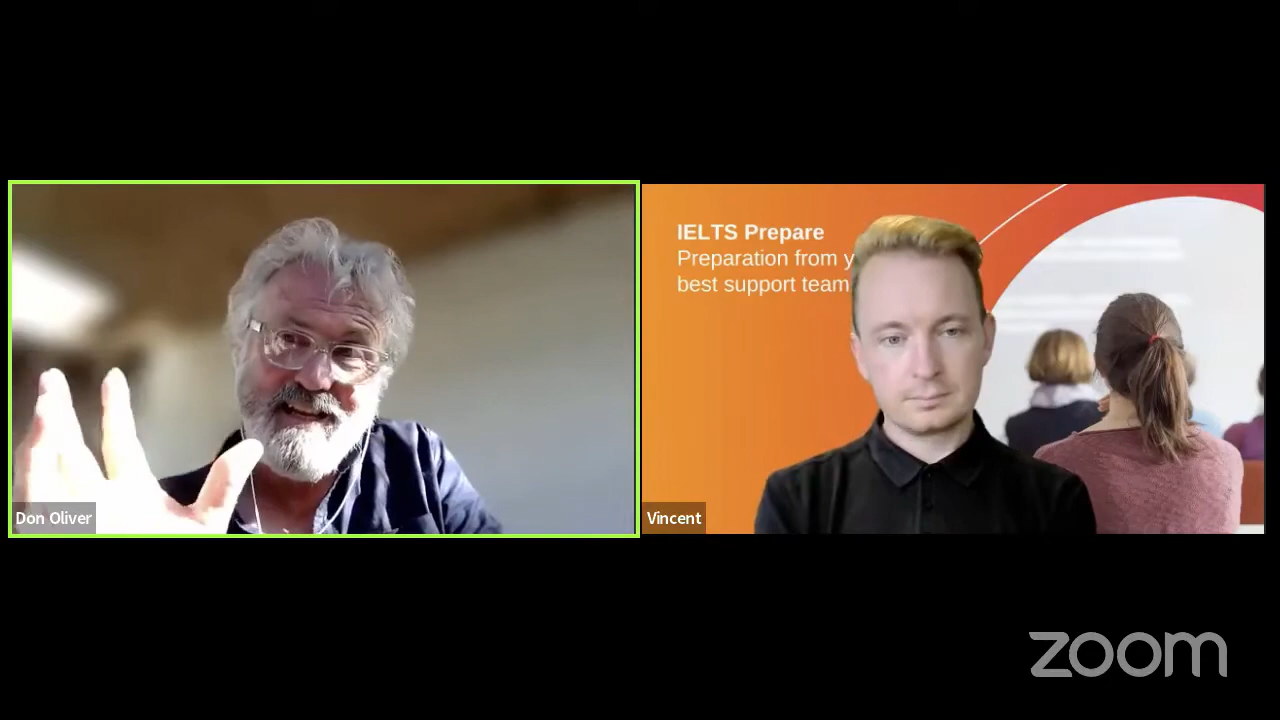 IELTS Prepare
Preparation from y
best support team
Don Oliver
Vincent
zoom